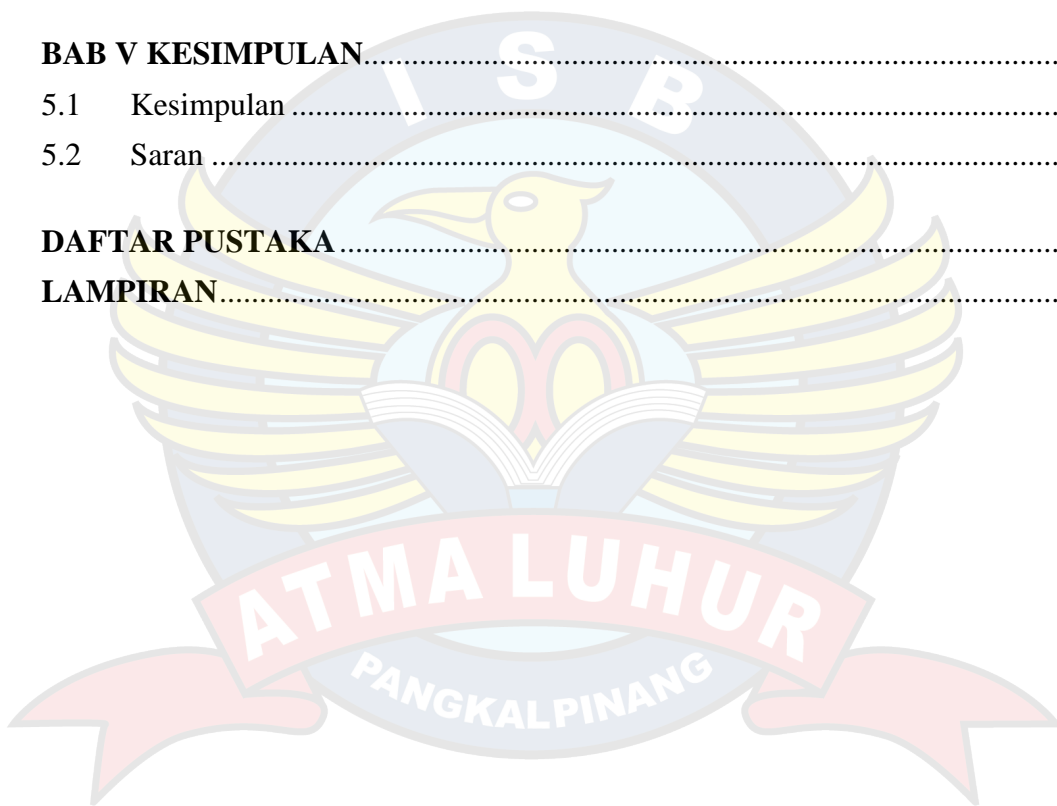 BAB V KESIMPULAN........................................................................
5.1 Kesimpulan ................................................................................
5.2 Saran ...........................................................................................
DAFTAR PUSTAKA...........................................................................
LAMPIRAN...........................................................................................
I S B
ATMA LUHUR
PANGKALPINANG